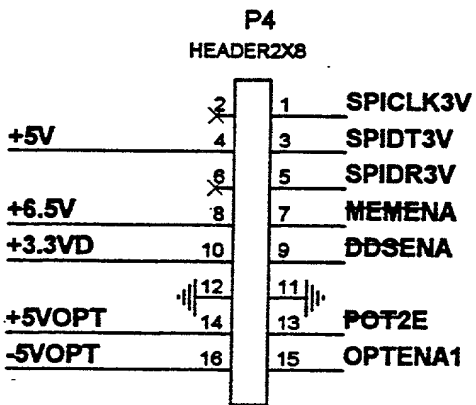 P4
HEADER2X8
2 1 SPICLK3V
+5V 4 3 SPIDT3V
6 5 SPIDR3V
+6.5V 8 7 MEMENA
+3.3VD 10 9 DDSENA
12 11
+5VOPT 14 13 POT2E
-5VOPT 16 15 OPTENA1